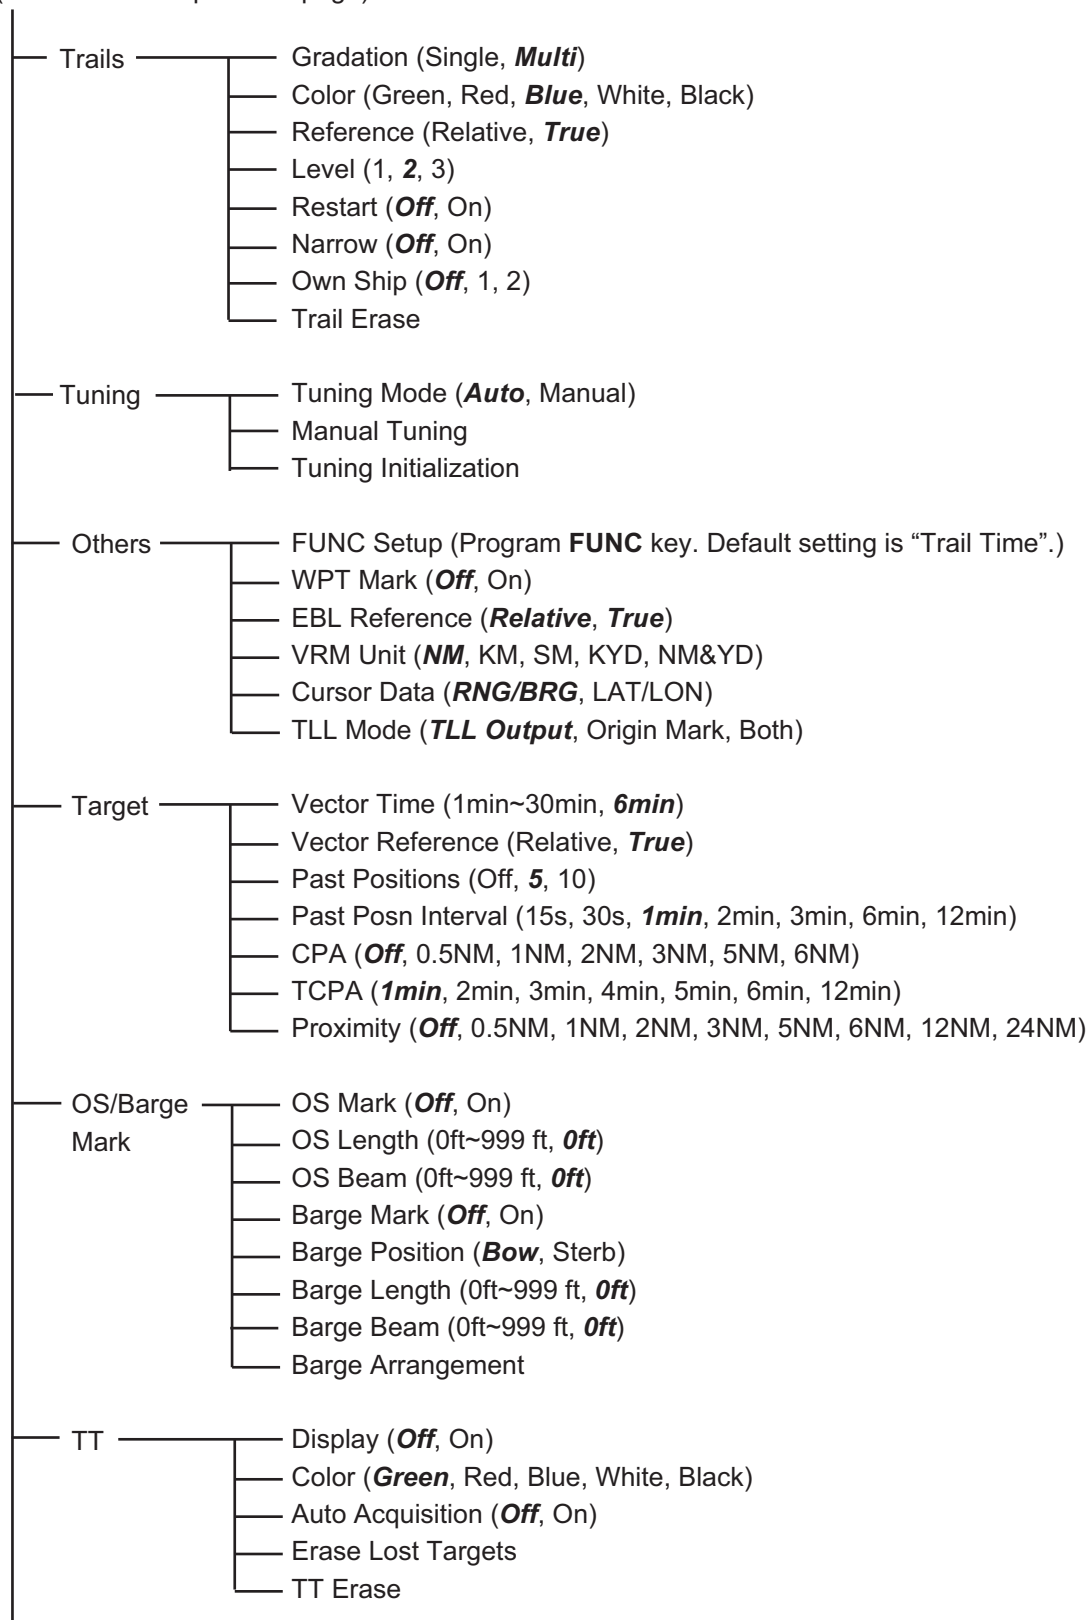 Trails
Gradation (Single, Multi)
Color (Green, Red, Blue, White, Black)
Reference (Relative, True)
Level (1, 2, 3)
Restart (Off, On)
Narrow (Off, On)
Own Ship (Off, 1, 2)
Trail Erase
Tuning
Tuning Mode (Auto, Manual)
Manual Tuning
Tuning Initialization
Others
FUNC Setup (Program FUNC key. Default setting is “Trail Time”.)
WPT Mark (Off, On)
EBL Reference (Relative, True)
VRM Unit (NM, KM, SM, KYD, NM&YD)
Cursor Data (RNG/BRG, LAT/LON)
TLL Mode (TLL Output, Origin Mark, Both)
Target
Vector Time (1min~30min, 6min)
Vector Reference (Relative, True)
Past Positions (Off, 5, 10)
Past Posn Interval (15s, 30s, 1min, 2min, 3min, 6min, 12min)
CPA (Off, 0.5NM, 1NM, 2NM, 3NM, 5NM, 6NM)
TCPA (1min, 2min, 3min, 4min, 5min, 6min, 12min)
Proximity (Off, 0.5NM, 1NM, 2NM, 3NM, 5NM, 6NM, 12NM, 24NM)
OS/Barge
Mark
OS Mark (Off, On)
OS Length (0ft~999 ft, 0ft)
OS Beam (0ft~999 ft, 0ft)
Barge Mark (Off, On)
Barge Position (Bow, Sterb)
Barge Length (0ft~999 ft, 0ft)
Barge Beam (0ft~999 ft, 0ft)
Barge Arrangement
TT
Display (Off, On)
Color (Green, Red, Blue, White, Black)
Auto Acquisition (Off, On)
Erase Lost Targets
TT Erase